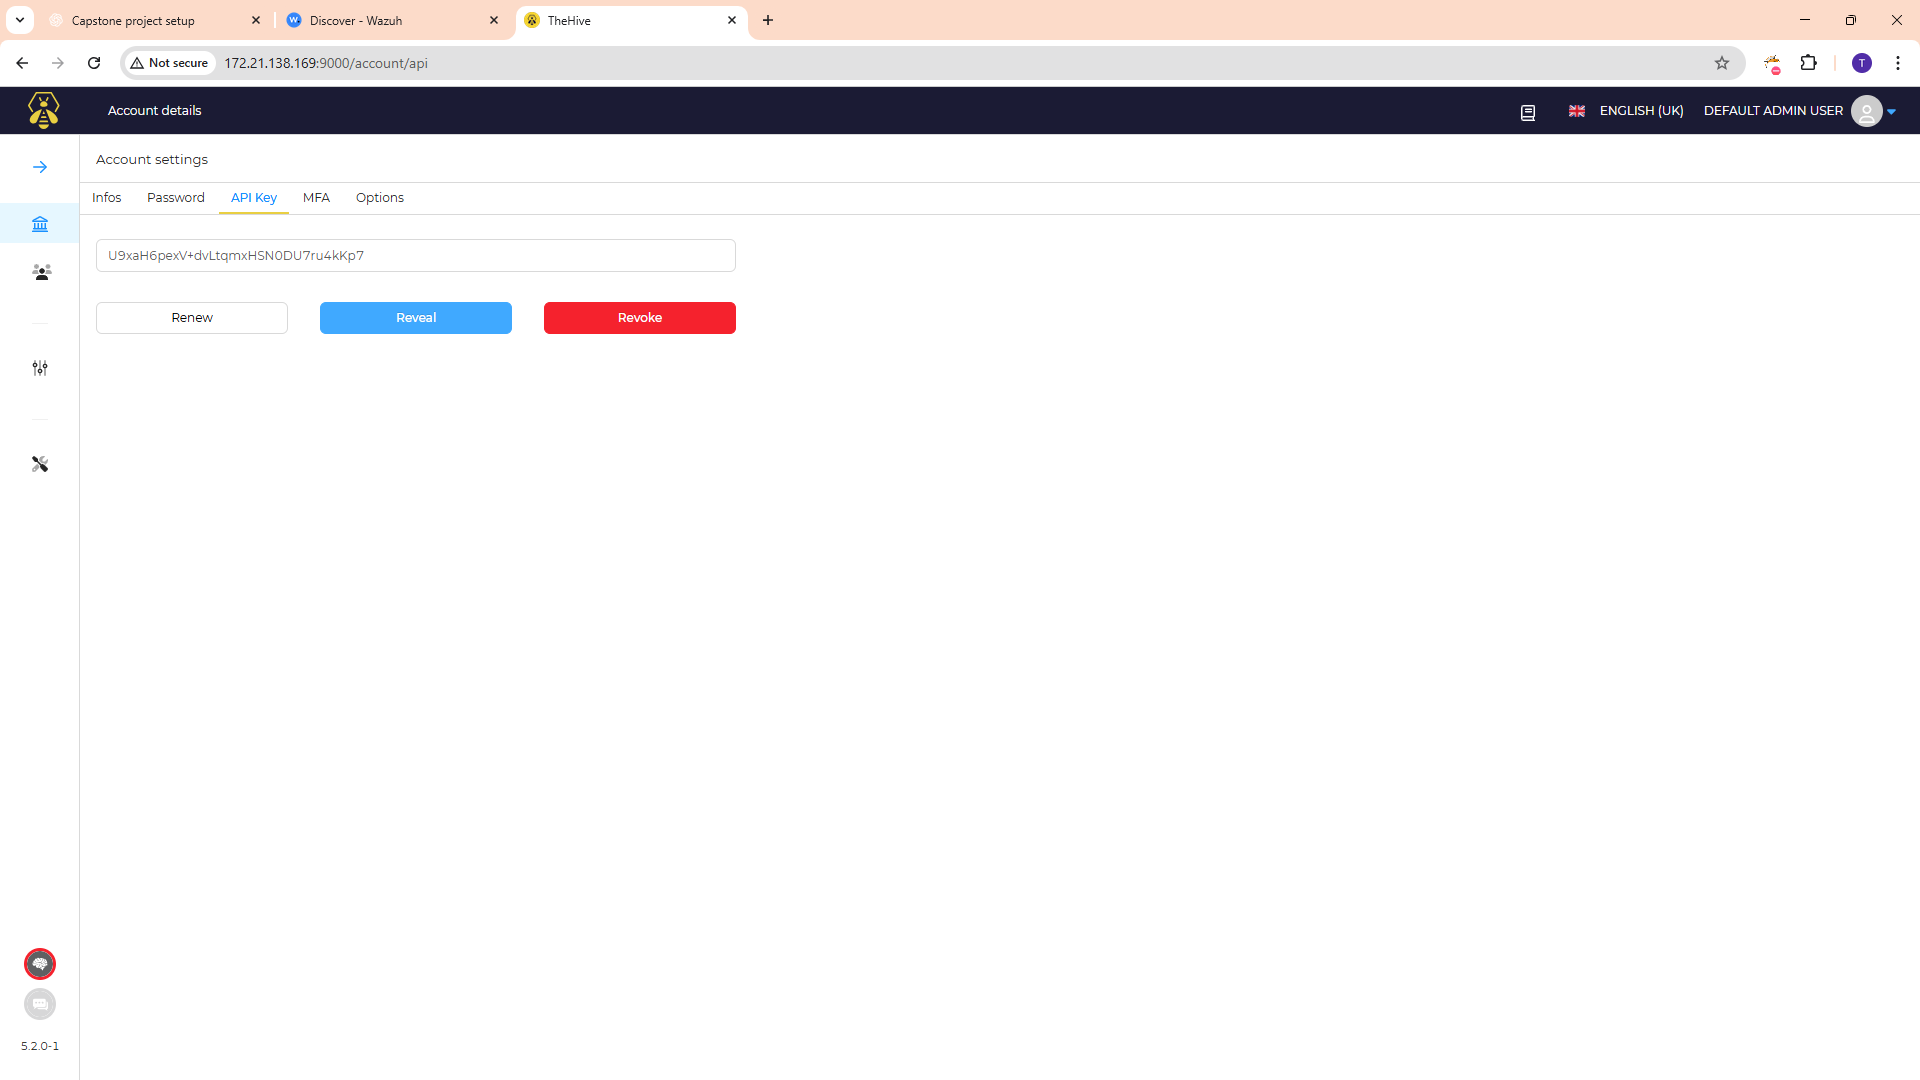 Capstone project setup
Discover - Wazuh
TheHive
Not secure
172.21.138.169:9000/account/api
T
Account details
ENGLISH (UK)
DEFAULT ADMIN USER
Account settings
Infos
Password
API Key
MFA
Options
U9xaH6pexV+dvLtqmxHSN0DU7ru4kKp7
Renew
Reveal
Revoke
5.2.0-1